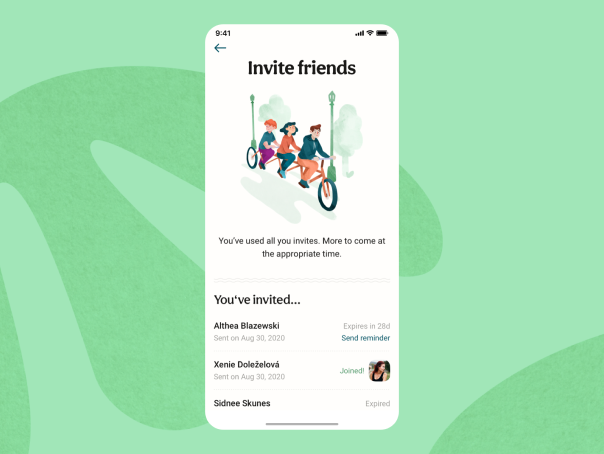 9:41
Invite friends
You've used all you invites. More to come at
the appropriate time.
You‘ve invited...
Althea Blazewski
Expires in 28d
Sent on Aug 30, 2020
Send reminder
Xenie Doleželová
Joined!
Sent on Aug 30, 2020
Sidnee Skunes
Expired